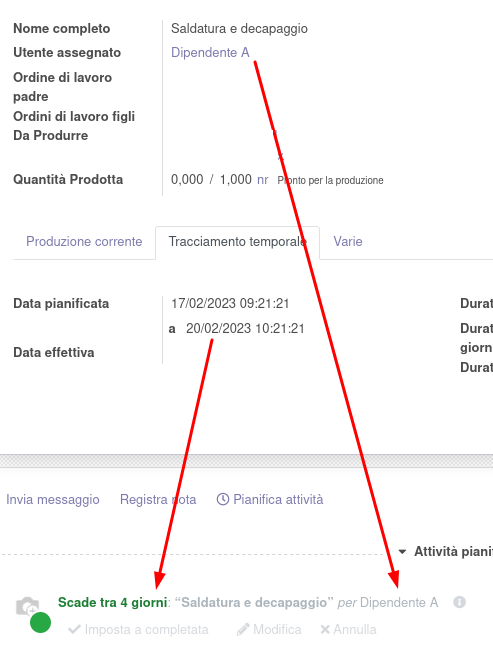 Nome completo Saldatura e decapaggio
Utente assegnato Dipendente A
Ordine di lavoro
padre
Ordini di lavoro figli
Da Produrre
Quantità Prodotta 0,000 / 1,000 nr Pronto per la produzione
Produzione corrente Tracciamento temporale Varie
Data pianificata 17/02/2023 09:21:21 Durat
a 20/02/2023 10:21:21 Durat
giorn
Data effettiva
Durat
Invia messaggio Registra nota Pianifica attività
Attività piani
Scade tra 4 giorni: “Saldatura e decapaggio” per Dipendente A
Imposta a completata Modifica Annulla